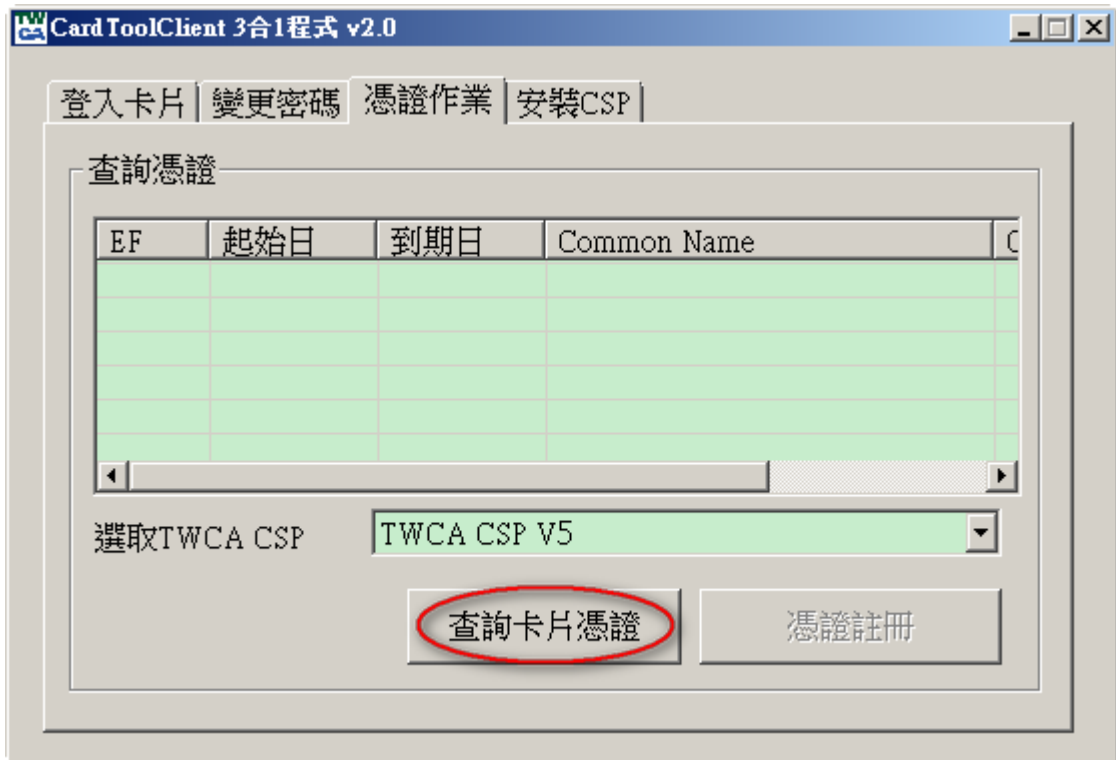 CardToolClient 3合1程式 v2.0
登入卡片 變更密碼 憑證作業 安裝CSP
查詢憑證
EF 起始日 到期日 Common Name
選取TWCA CSP TWCA CSP V5
查詢卡片憑證 憑證註冊